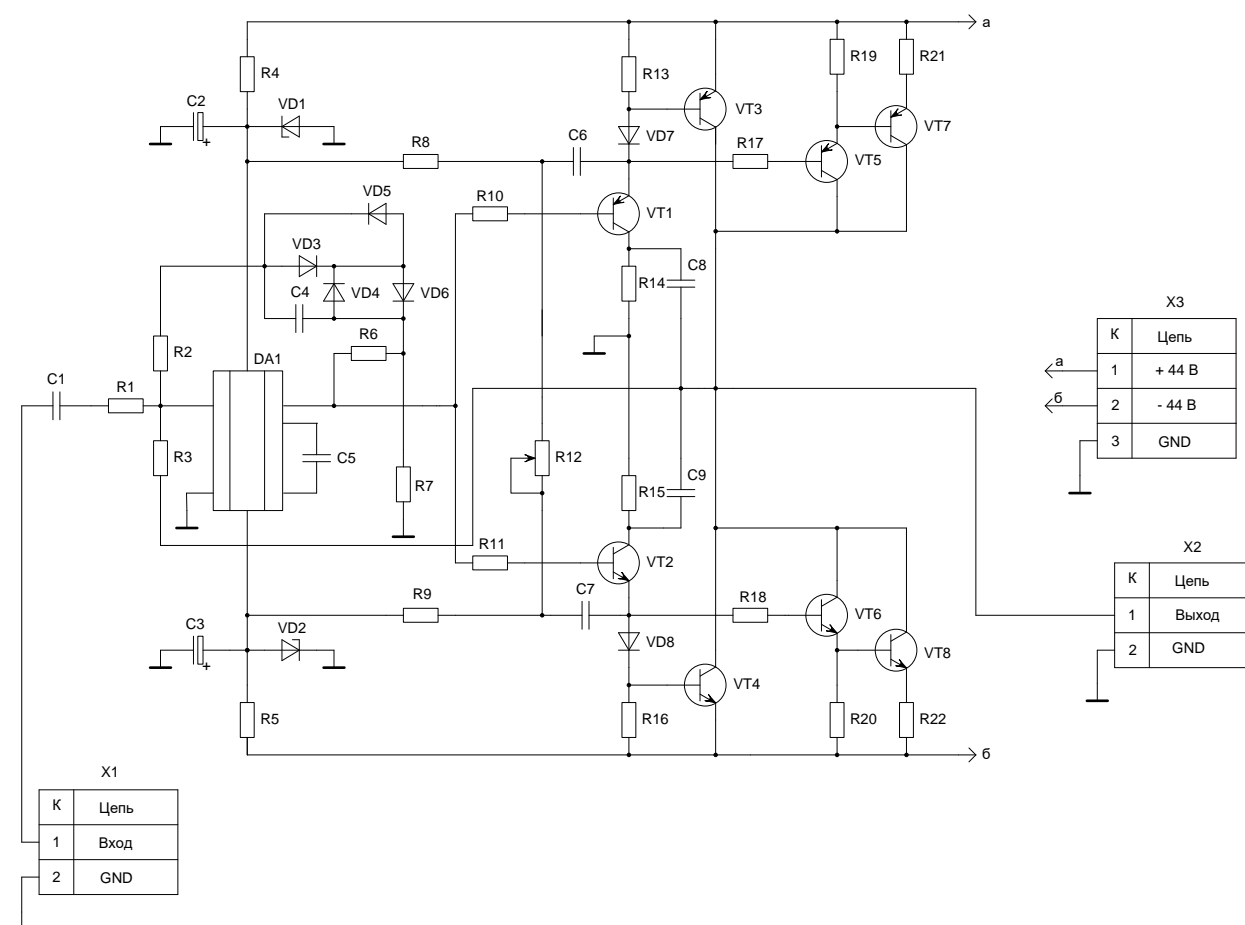 а
R4
R13
R19
R21
C2
VD1
VT3
VT7
+
R8
C6
VD7
R17
VT5
VD5
R10
VT1
VD3
C8
C4
VD4
VD6
R14
R6
X3
К
Цепь
R2
DA1
а
1
+ 44 В
C1
R1
б
2
- 44 В
3
GND
R3
C5
R12
C9
R7
R15
R11
VT2
X2
К
Цепь
R9
C7
R18
VT6
1
Выход
C3
VD2
VD8
VT8
2
GND
+
VT4
R5
R16
R20
R22
б
X1
К
Цепь
1
Вход
2
GND